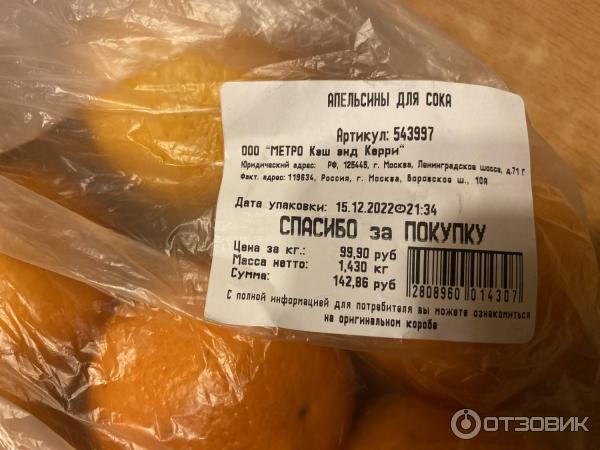 АПЕЛЬСИНЫ ДЛЯ СОКА
Артикул: 543997
ООО "МЕТРО Кэш энд Керри"
Юридический адрес: РФ, 125445, г. Москва, Ленинградское шоссе, д.71 Г
Факт. адрес: 119634, Россия, г. Москва, Боровское ш., 10А
Дата упаковки: 15.12.2022 21:34
СПАСИБО за ПОКУПКУ
Цена за кг.: 99,90 руб
Масса нетто: 1,430 кг
Сумма: 142,86 руб
2808960 014307
С полной информацией для потребителя вы можете ознакомиться
на оригинальном коробе
ОТЗОВИК